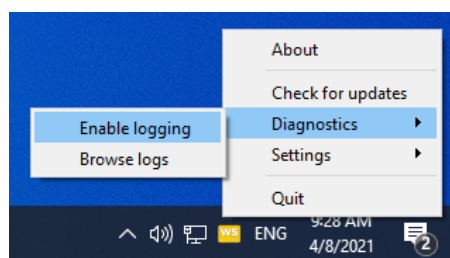 About
Check for updates
Diagnostics
Settings
Quit
Enable logging
Browse logs
WS
ENG
9:28 AM
4/8/2021
2